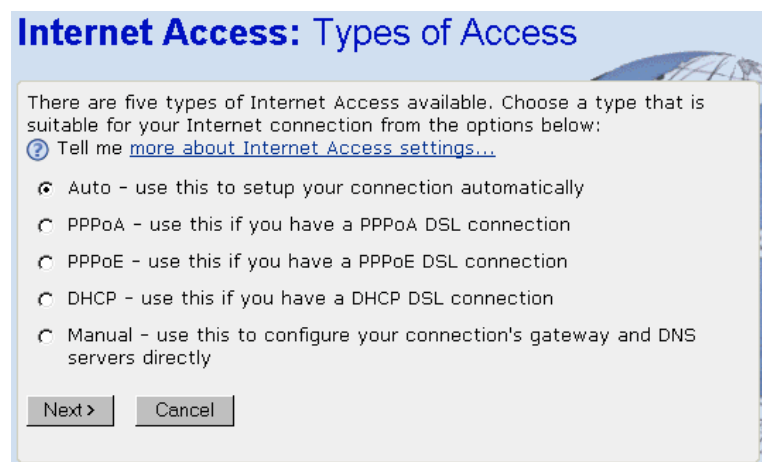 Internet Access: Types of Access
There are five types of Internet Access available. Choose a type that is
suitable for your Internet connection from the options below:
Tell me more about Internet Access settings...
Auto – use this to setup your connection automatically
PPPoA – use this if you have a PPPoA DSL connection
PPPoE – use this if you have a PPPoE DSL connection
DHCP – use this if you have a DHCP DSL connection
Manual – use this to configure your connection's gateway and DNS
servers directly
Next> Cancel